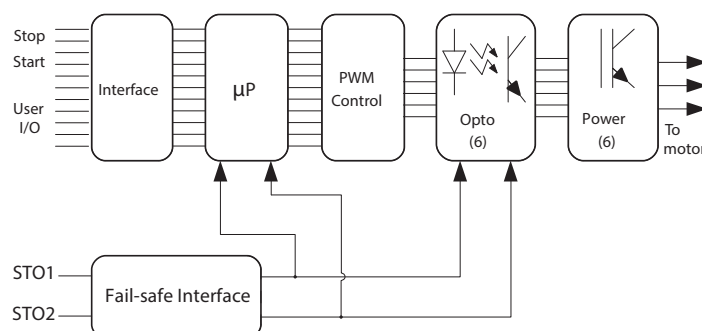 Stop
Start
User
I/O
Interface
µP
PWM
Control
Opto
(6)
Power
(6)
To
motor
STO1
STO2
Fail-safe Interface